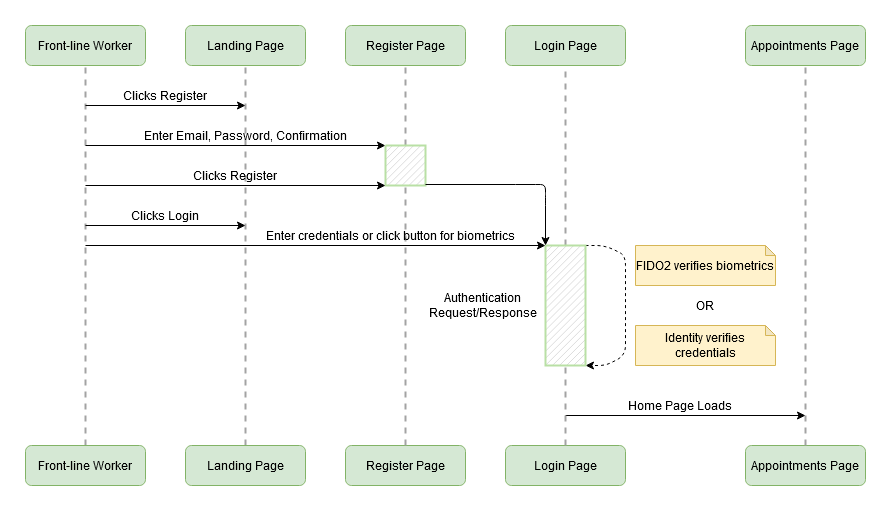 Front-line Worker
Landing Page
Register Page
Login Page
Appointments Page
Clicks Register
Enter Email, Password, Confirmation
Clicks Register
Clicks Login
Enter credentials or click button for biometrics
FIDO2 verifies biometrics
Authentication
Request/Response
OR
Identity verifies
credentials
Home Page Loads
Front-line Worker
Landing Page
Register Page
Login Page
Appointments Page